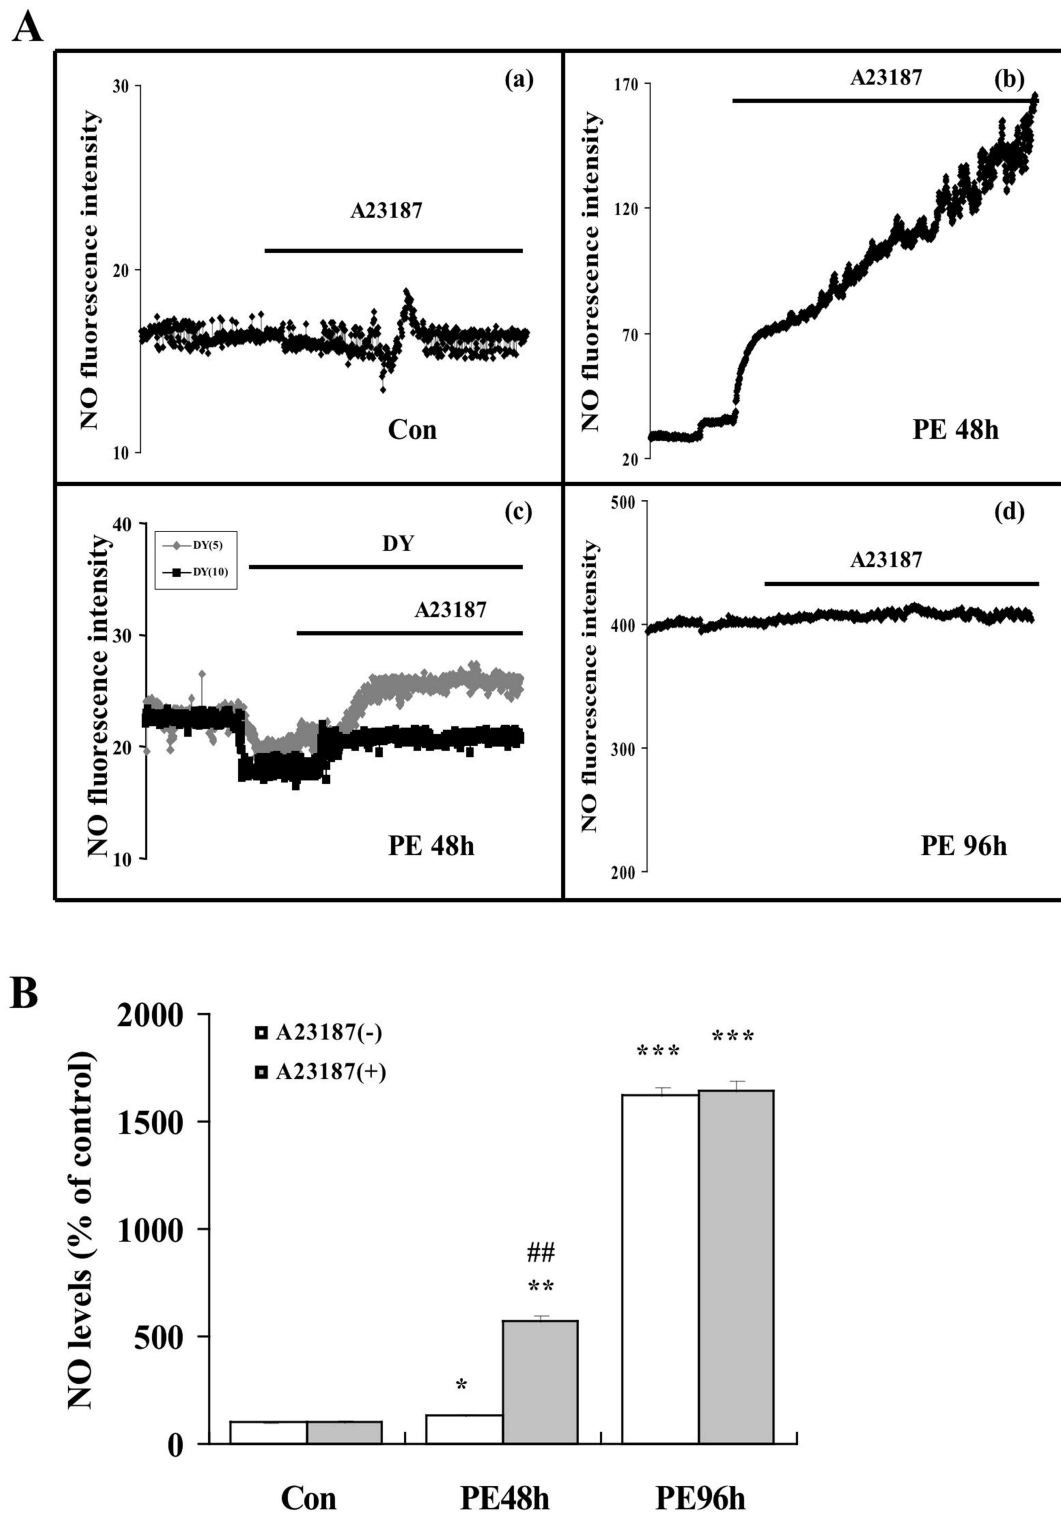 A
(a)
30
20
10
NO fluorescence intensity
A23187
Con
(b)
170
120
70
20
NO fluorescence intensity
A23187
PE 48h
(c)
40
30
20
10
NO fluorescence intensity
DY(5)
DY(10)
DY
A23187
PE 48h
(d)
500
400
300
200
NO fluorescence intensity
A23187
PE 96h
B
2000
1500
1000
500
0
NO levels (% of control)
A23187(-)
A23187(+)
*
##
**
***
***
Con
PE48h
PE96h